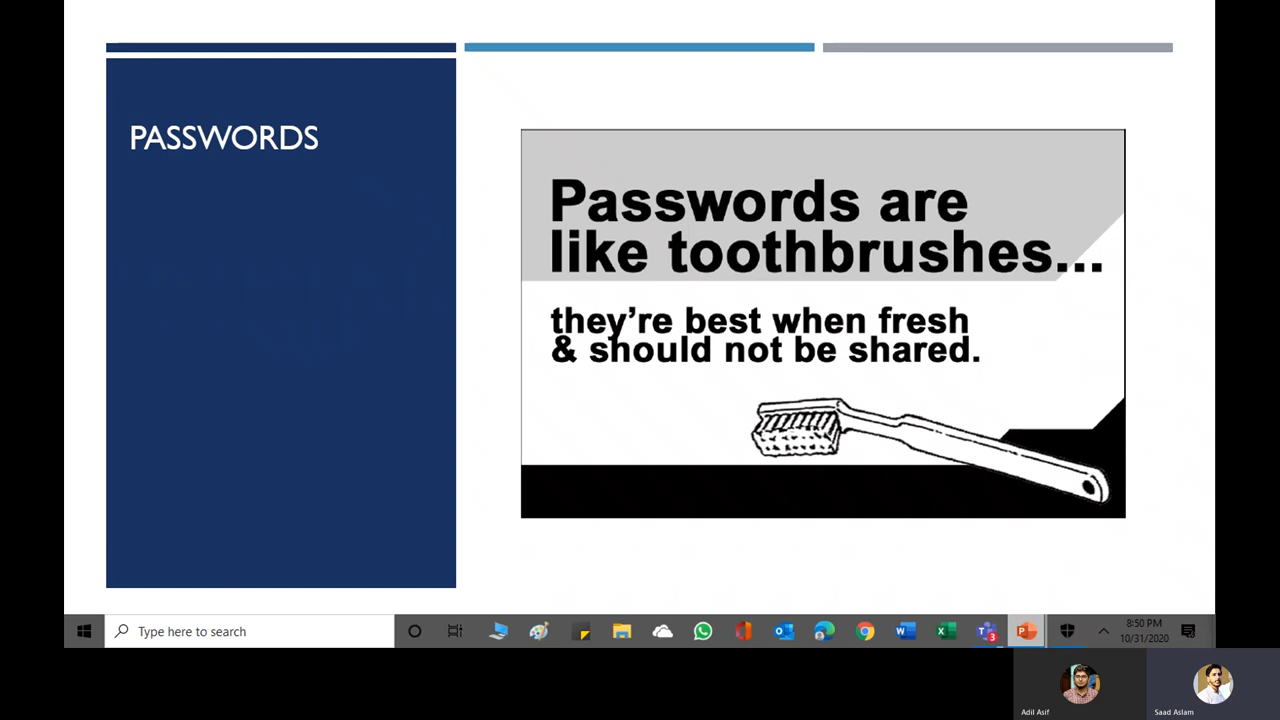 PASSWORDS
Passwords are
like toothbrushes...
they're best when fresh
& should not be shared.
Type here to search
3
8:50 PM
10/31/2020
Adil Asif
Saad Aslam